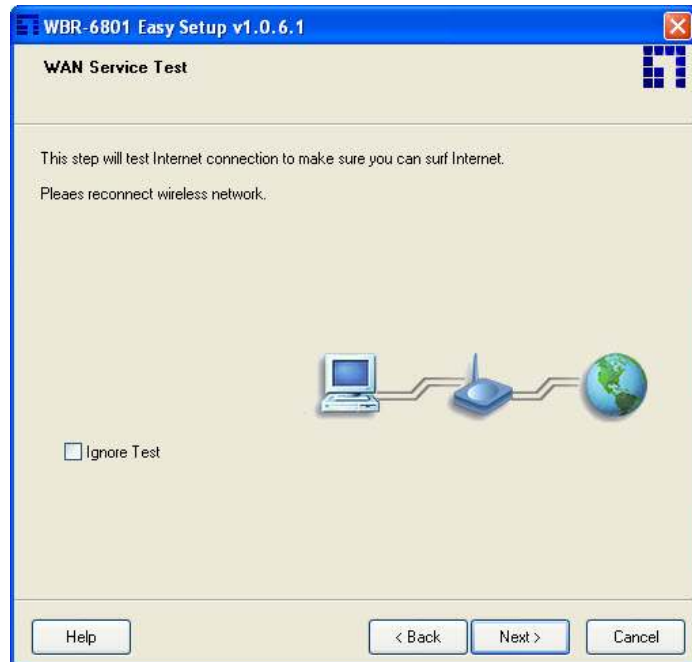 WBR-6801 Easy Setup v1.0.6.1
WAN Service Test
This step will test Internet connection to make sure you can surf Internet.
Pleaes reconnect wireless network.
Ignore Test
Help
< Back
Next >
Cancel